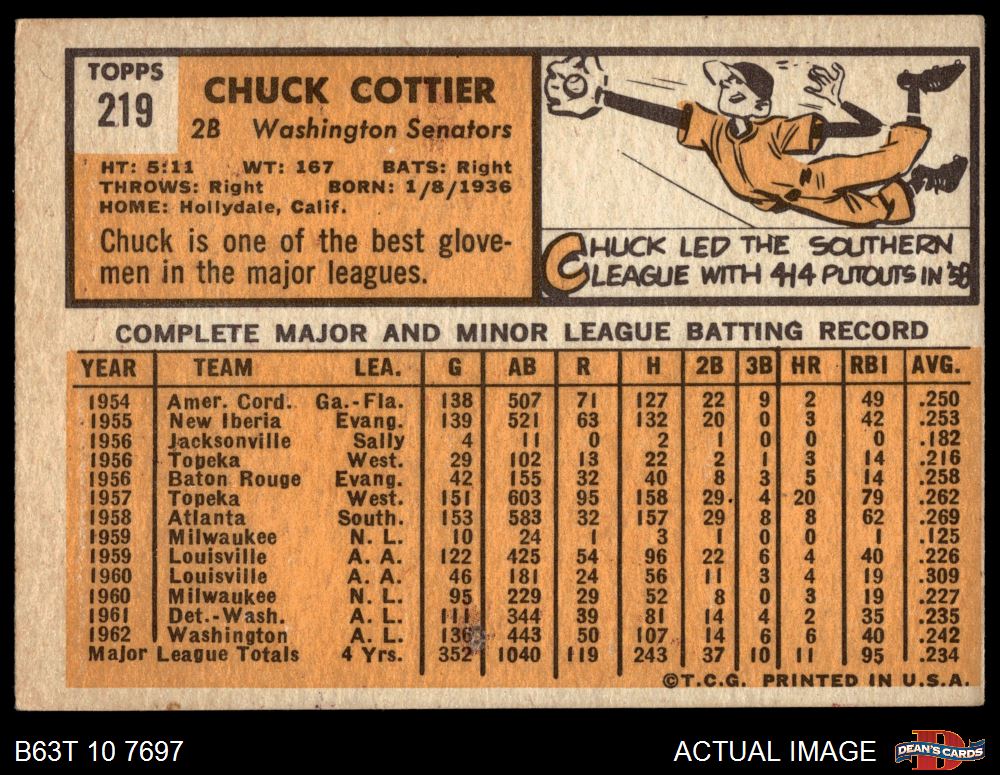 TOPPS
219
CHUCK COTTIER
2B Washington Senators
HT: 5:11 WT: 167 BATS: Right
THROWS: Right BORN: 1/8/1936
HOME: Hollydale, Calif.
Chuck is one of the best glove-
men in the major leagues.
CHUCK LED THE SOUTHERN
LEAGUE WITH 414 PUTOUTS IN '58
COMPLETE MAJOR AND MINOR LEAGUE BATTING RECORD
YEAR TEAM LEA. G AB R H 2B 3B HR RBI AVG.
1954 Amer. Cord. Ga.-Fla. 138 507 71 127 22 9 2 49 .250
1955 New Iberia Evang. 139 521 63 132 20 0 3 42 .253
1956 Jacksonville Sally 4 11 0 2 1 0 0 0 .182
1956 Topeka West. 29 102 13 22 2 1 3 14 .216
1956 Baton Rouge Evang. 42 155 32 40 8 3 5 14 .258
1957 Topeka West. 151 603 95 158 29 4 20 79 .262
1958 Atlanta South. 153 583 32 157 29 8 8 62 .269
1959 Milwaukee N. L. 10 24 1 3 1 0 0 1 .125
1959 Louisville A. A. 122 425 54 96 22 6 4 40 .226
1960 Louisville A. A. 46 181 24 56 11 3 4 19 .309
1960 Milwaukee N. L. 95 229 29 52 8 0 3 19 .227
1961 Det.-Wash. A. L. 111 344 39 81 14 4 2 35 .235
1962 Washington A. L. 136 443 50 107 14 6 6 40 .242
Major League Totals 4 Yrs. 352 1040 119 243 37 10 11 95 .234
©T.C.G. PRINTED IN U.S.A.
B63T 10 7697 ACTUAL IMAGE DEAN'S CARDS